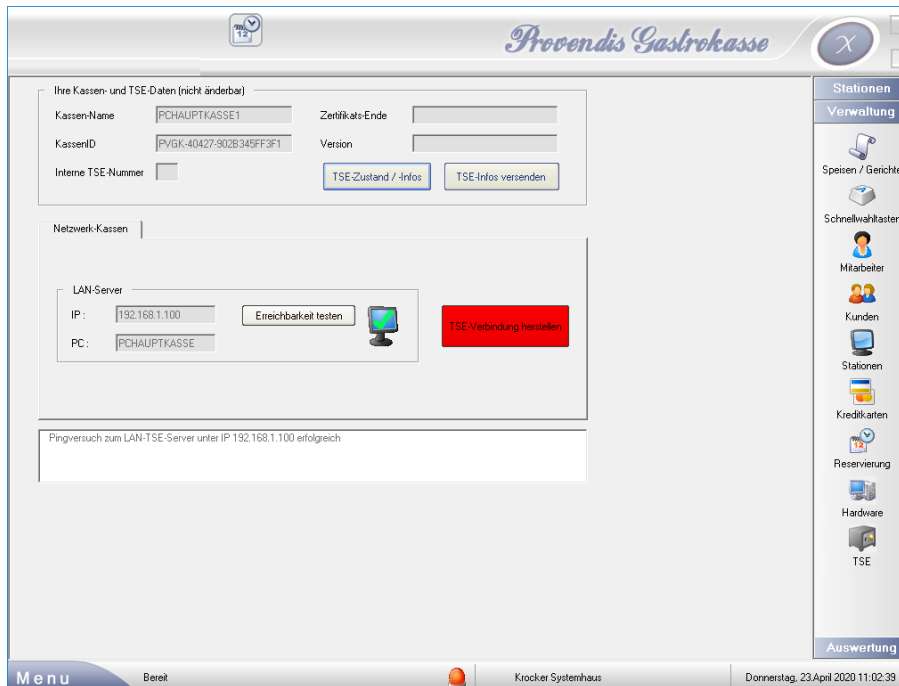 12
Provendis Gastrokasse
X
Ihre Kassen- und TSE-Daten (nicht änderbar)
Kassen-Name PCHAUPTKASSE1 Zertifikats-Ende
KassenID PVGK-40427-902B345FF3F1 Version
Interne TSE-Nummer TSE-Zustand / -Infos TSE-Infos versenden
Netzwerk-Kassen
LAN-Server
IP : 192.168.1.100 Erreichbarkeit testen
PC : PCHAUPTKASSE
TSE-Verbindung herstellen
Pingversuch zum LAN-TSE-Server unter IP 192.168.1.100 erfolgreich
Stationen
Verwaltung
Speisen / Gerichte
Schnellwahltasten
Mitarbeiter
Kunden
Stationen
Kreditkarten
12
Reservierung
Hardware
TSE
Auswertung
Menu Bereit Krocker Systemhaus Donnerstag, 23.April 2020 11:02:39